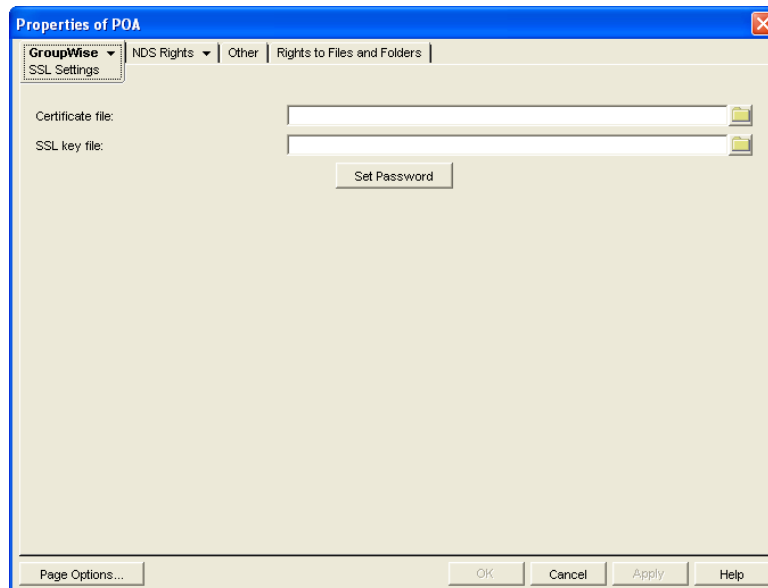 Properties of POA
GroupWise NDS Rights Other Rights to Files and Folders
SSL Settings
Certificate file:
SSL key file:
Set Password
Page Options... OK Cancel Apply Help